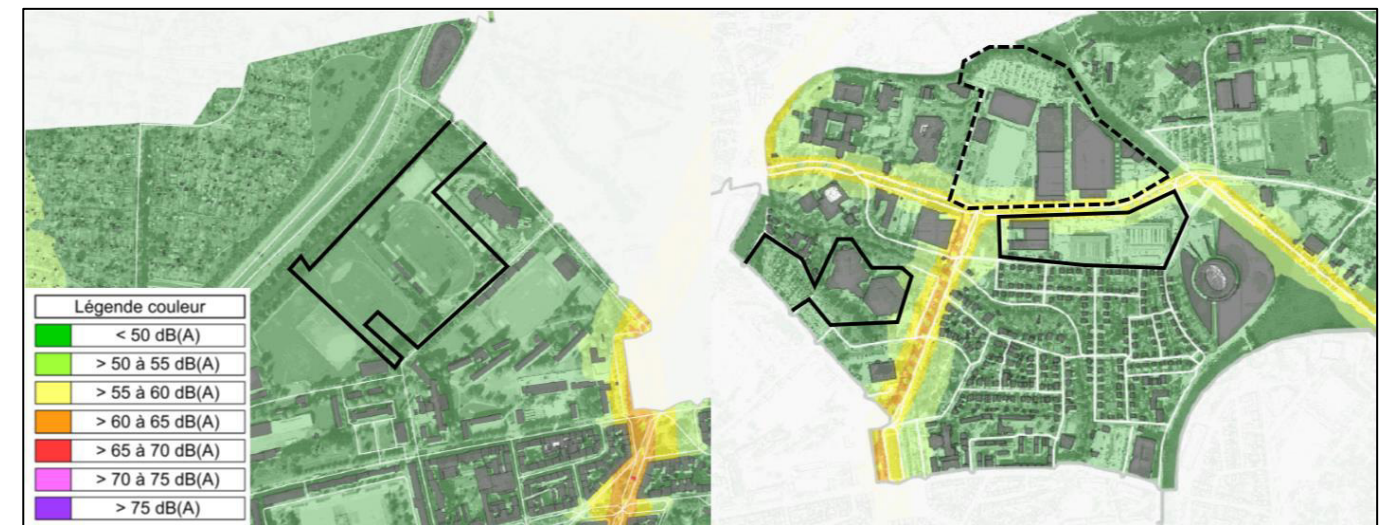 Légende couleur
< 50 dB(A)
> 50 à 55 dB(A)
> 55 à 60 dB(A)
> 60 à 65 dB(A)
> 65 à 70 dB(A)
> 70 à 75 dB(A)
> 75 dB(A)